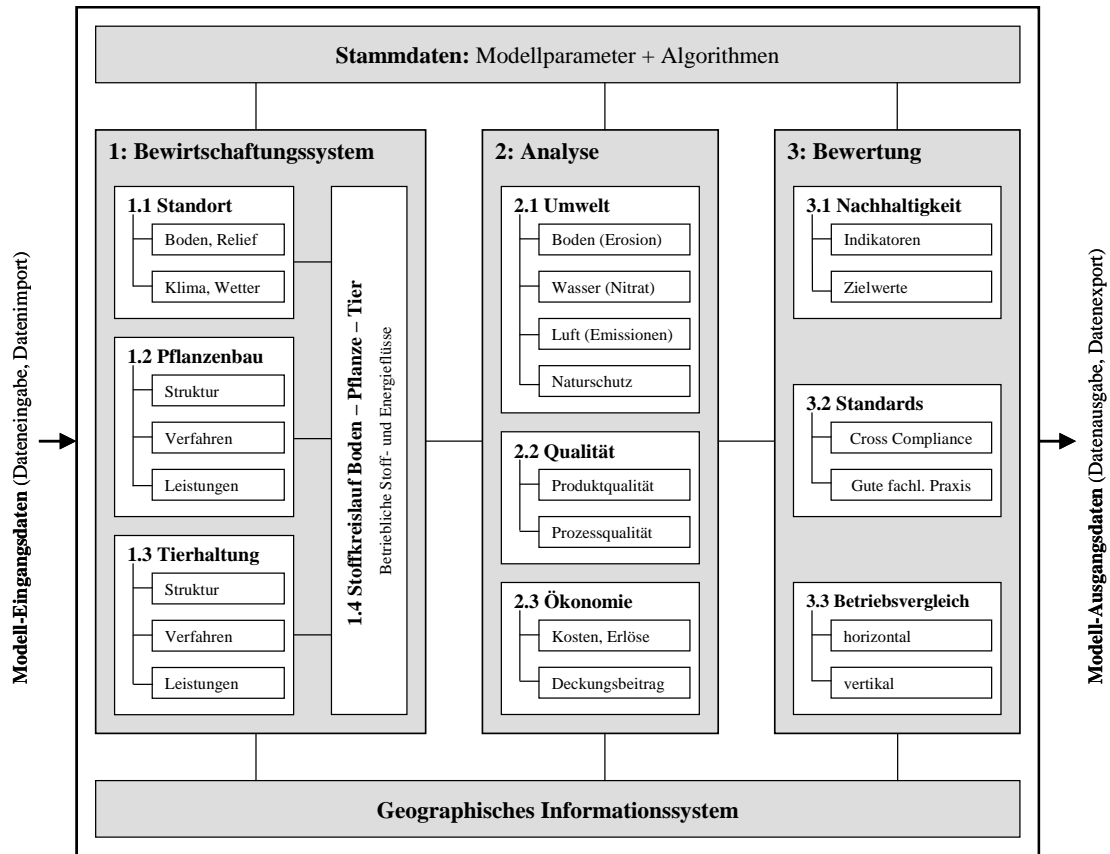 Stammdaten: Modellparameter + Algorithmen
Modell-Eingangsdaten (Dateneingabe, Datenimport)
1: Bewirtschaftungssystem
1.1 Standort
Boden, Relief
Klima, Wetter
1.2 Pflanzenbau
Struktur
Verfahren
Leistungen
1.3 Tierhaltung
Struktur
Verfahren
Leistungen
1.4 Stoffkreislauf Boden – Pflanze – Tier
Betriebliche Stoff- und Energieflüsse
2: Analyse
2.1 Umwelt
Boden (Erosion)
Wasser (Nitrat)
Luft (Emissionen)
Naturschutz
2.2 Qualität
Produktqualität
Prozessqualität
2.3 Ökonomie
Kosten, Erlöse
Deckungsbeitrag
3: Bewertung
3.1 Nachhaltigkeit
Indikatoren
Zielwerte
3.2 Standards
Cross Compliance
Gute fachl. Praxis
3.3 Betriebsvergleich
horizontal
vertikal
Modell-Ausgangsdaten (Datenausgabe, Datenexport)
Geographisches Informationssystem